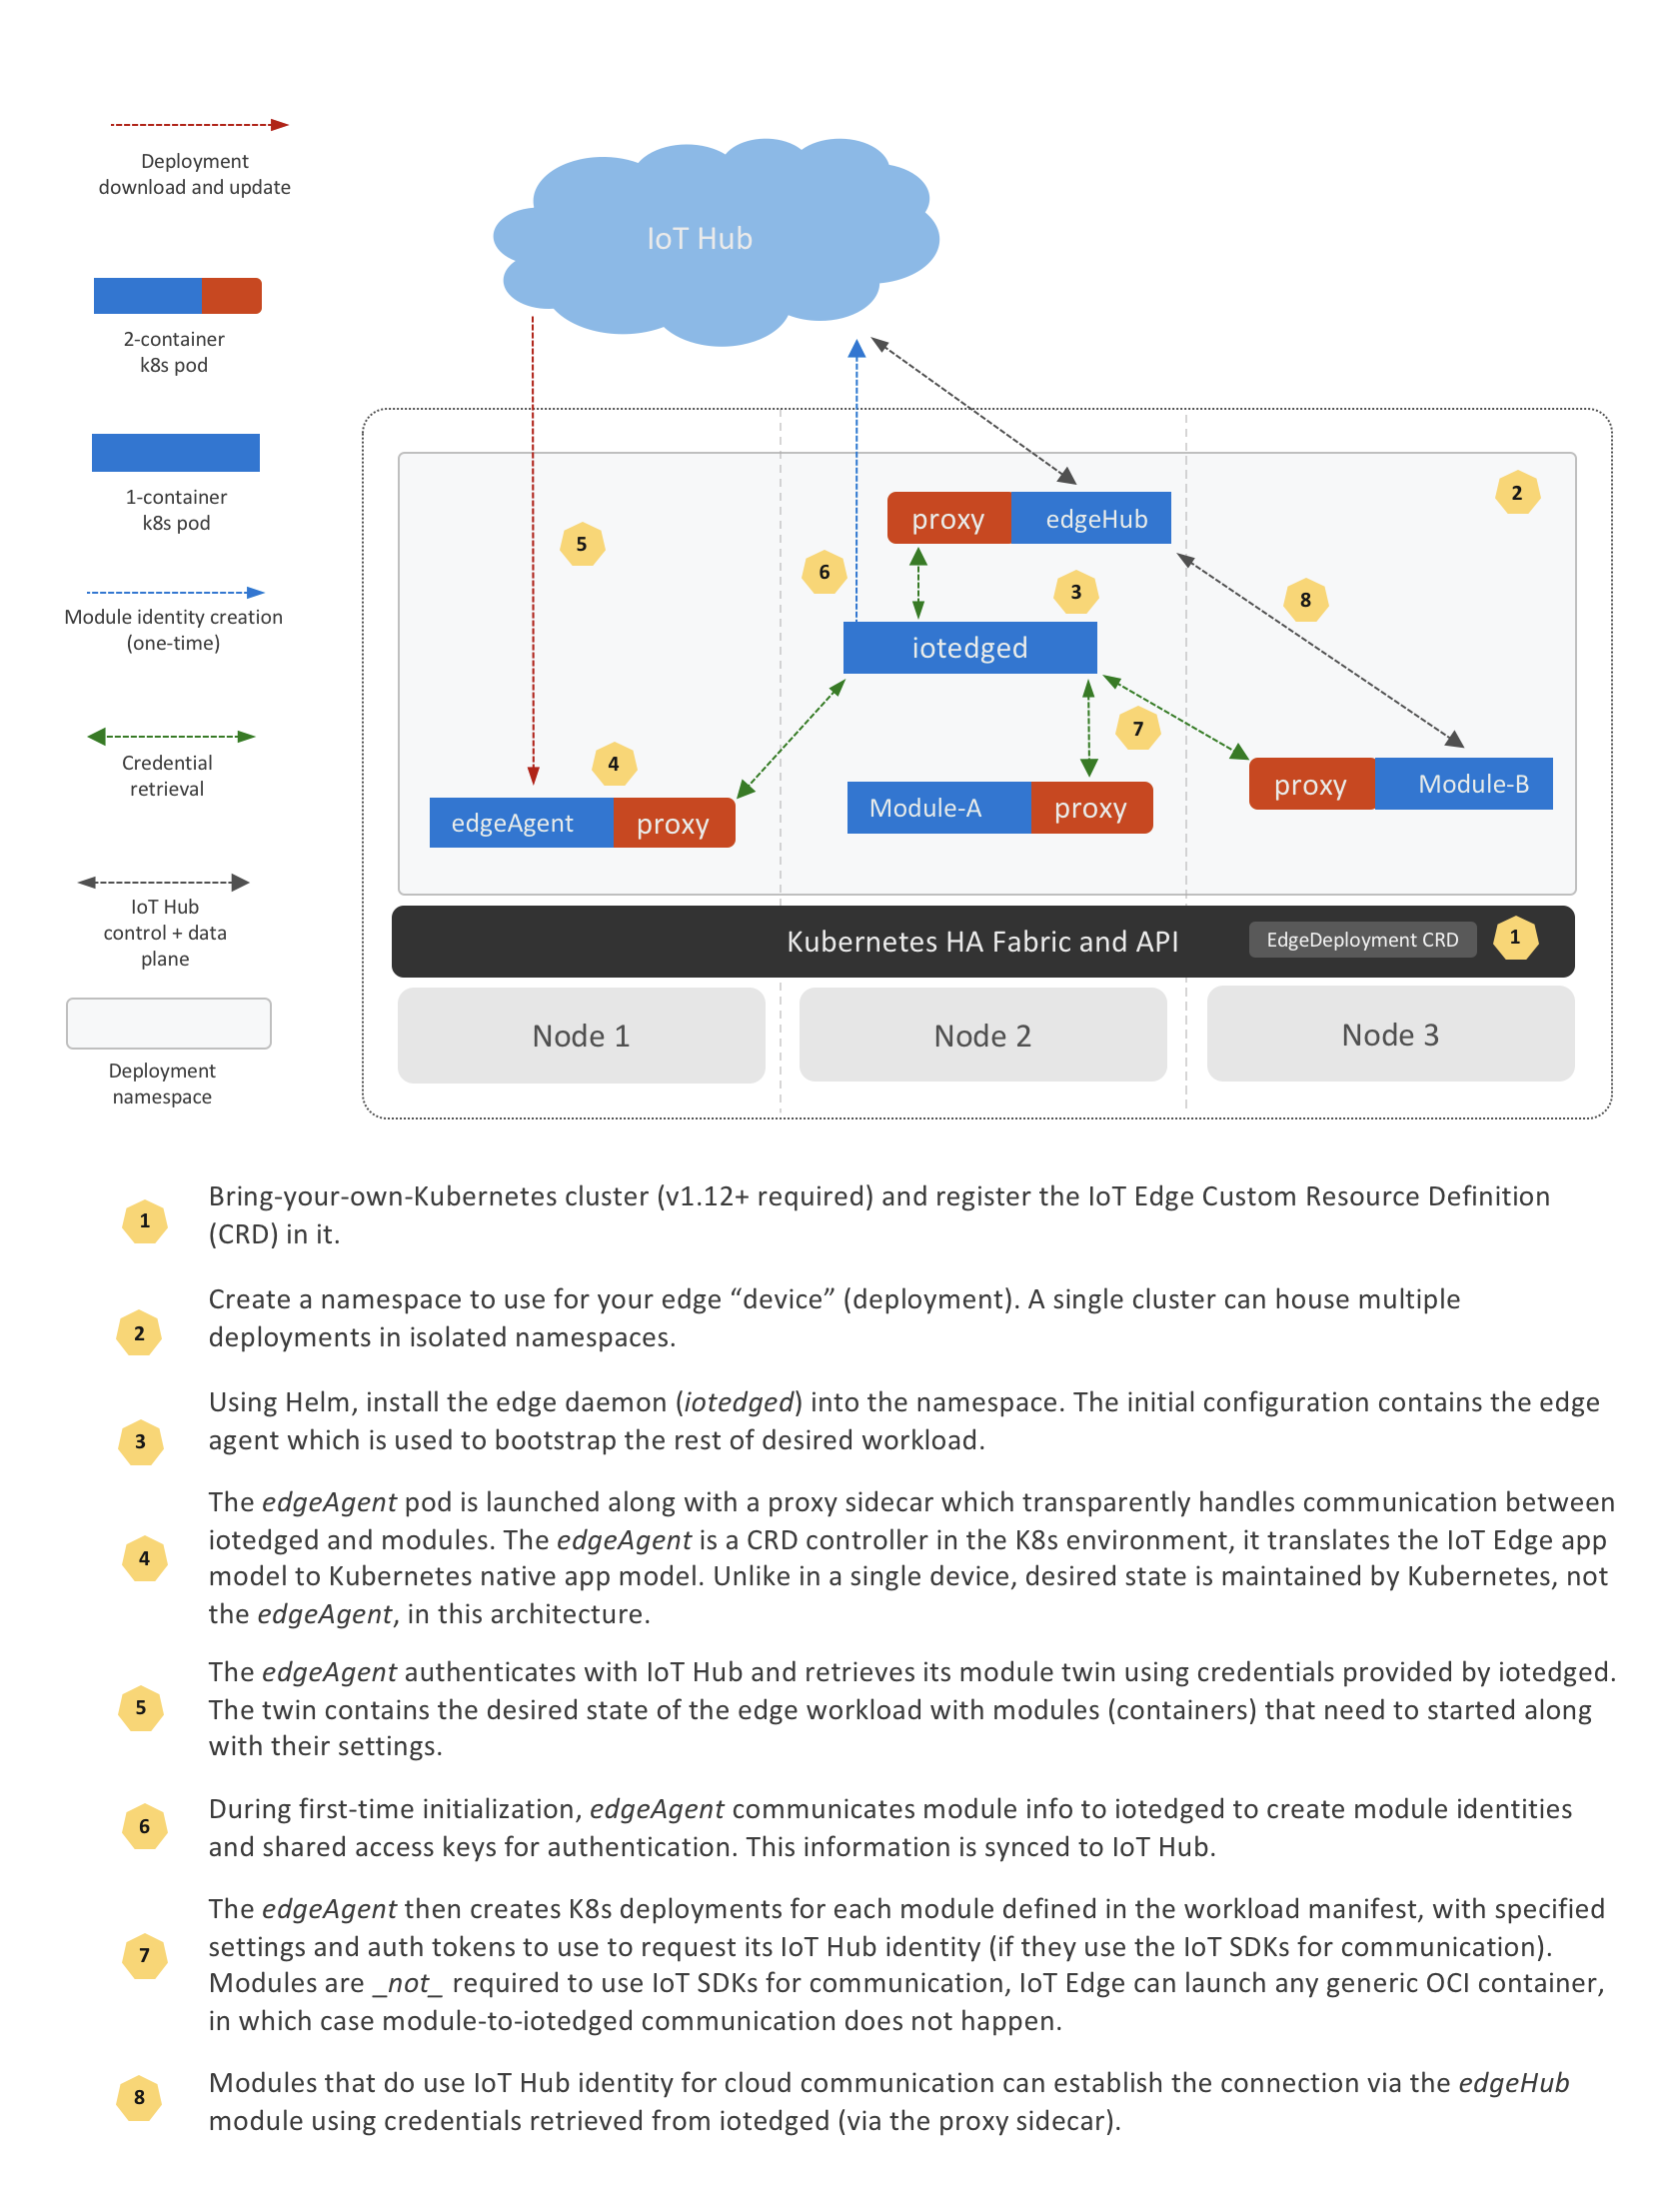 Deployment
download and update
2-container
k8s pod
1-container
k8s pod
Module identity creation
(one-time)
Credential
retrieval
IoT Hub
control + data
plane
Deployment
namespace
IoT Hub
2
5
proxy
edgeHub
6
3
8
iotedged
7
4
edgeAgent
proxy
Module-A
proxy
proxy
Module-B
Kubernetes HA Fabric and API
EdgeDeployment CRD
1
Node 1
Node 2
Node 3
1
Bring-your-own-Kubernetes cluster (v1.12+ required) and register the IoT Edge Custom Resource Definition
(CRD) in it.
2
Create a namespace to use for your edge “device” (deployment). A single cluster can house multiple
deployments in isolated namespaces.
3
Using Helm, install the edge daemon (iotedged) into the namespace. The initial configuration contains the edge
agent which is used to bootstrap the rest of desired workload.
4
The edgeAgent pod is launched along with a proxy sidecar which transparently handles communication between
iotedged and modules. The edgeAgent is a CRD controller in the K8s environment, it translates the IoT Edge app
model to Kubernetes native app model. Unlike in a single device, desired state is maintained by Kubernetes, not
the edgeAgent, in this architecture.
5
The edgeAgent authenticates with IoT Hub and retrieves its module twin using credentials provided by iotedged.
The twin contains the desired state of the edge workload with modules (containers) that need to started along
with their settings.
6
During first-time initialization, edgeAgent communicates module info to iotedged to create module identities
and shared access keys for authentication. This information is synced to IoT Hub.
7
The edgeAgent then creates K8s deployments for each module defined in the workload manifest, with specified
settings and auth tokens to use to request its IoT Hub identity (if they use the IoT SDKs for communication).
Modules are _not_ required to use IoT SDKs for communication, IoT Edge can launch any generic OCI container,
in which case module-to-iotedged communication does not happen.
8
Modules that do use IoT Hub identity for cloud communication can establish the connection via the edgeHub
module using credentials retrieved from iotedged (via the proxy sidecar).